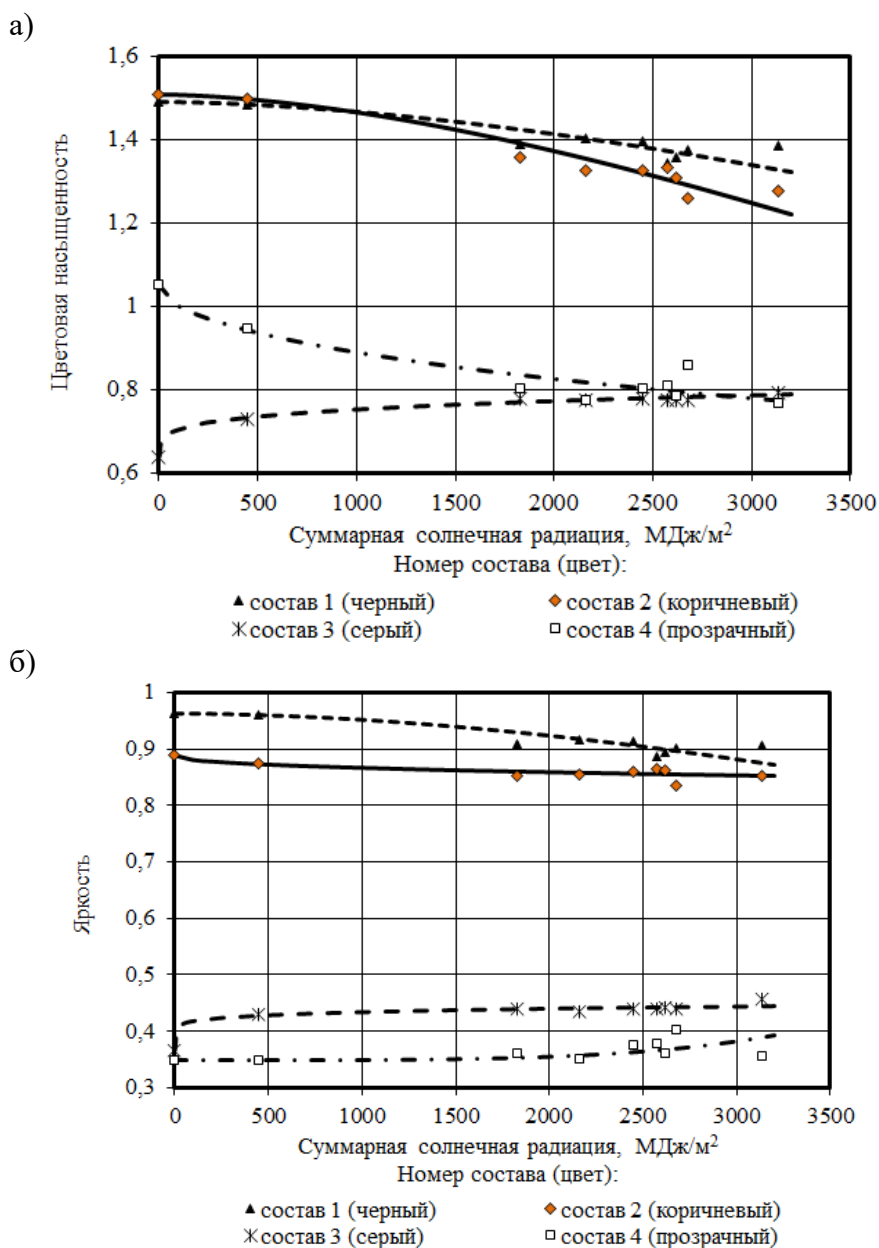 а)
1,6
1,4
1,2
1
0,8
0,6
Цветовая насыщенность
0 500 1000 1500 2000 2500 3000 3500
Суммарная солнечная радиация, МДж/м²
Номер состава (цвет):
состав 1 (черный) состав 2 (коричневый)
состав 3 (серый) состав 4 (прозрачный)
б)
1
0,9
0,8
0,7
0,6
0,5
0,4
0,3
Яркость
0 500 1000 1500 2000 2500 3000 3500
Суммарная солнечная радиация, МДж/м²
Номер состава (цвет):
состав 1 (черный) состав 2 (коричневый)
состав 3 (серый) состав 4 (прозрачный)